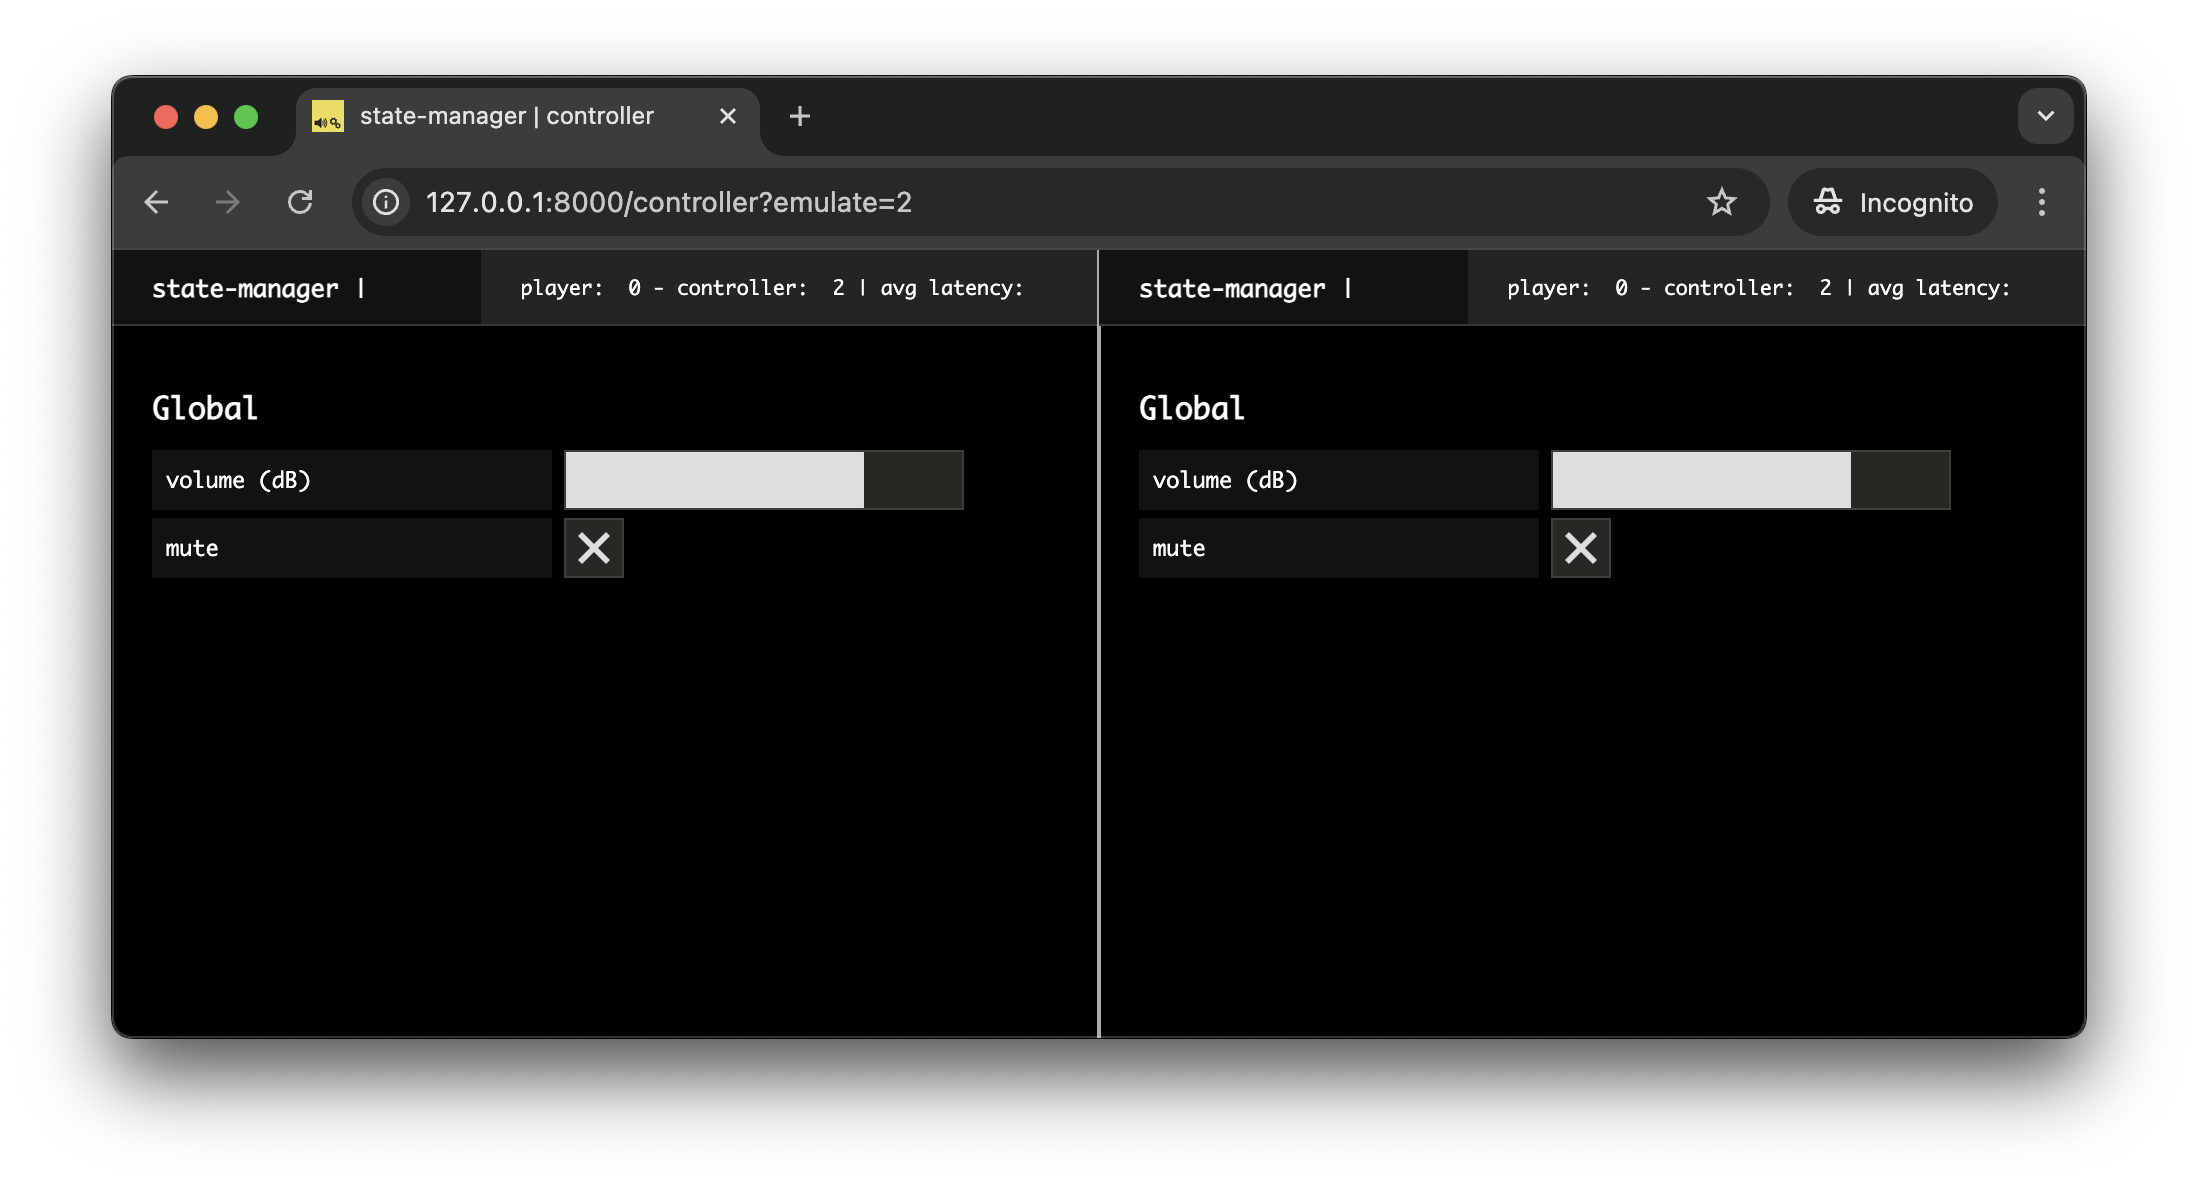 state-manager | controller
127.0.0.1:8000/controller?emulate=2
Incognito
state-manager |
player: 0 - controller: 2 | avg latency:
Global
volume (dB)
mute
state-manager |
player: 0 - controller: 2 | avg latency:
Global
volume (dB)
mute